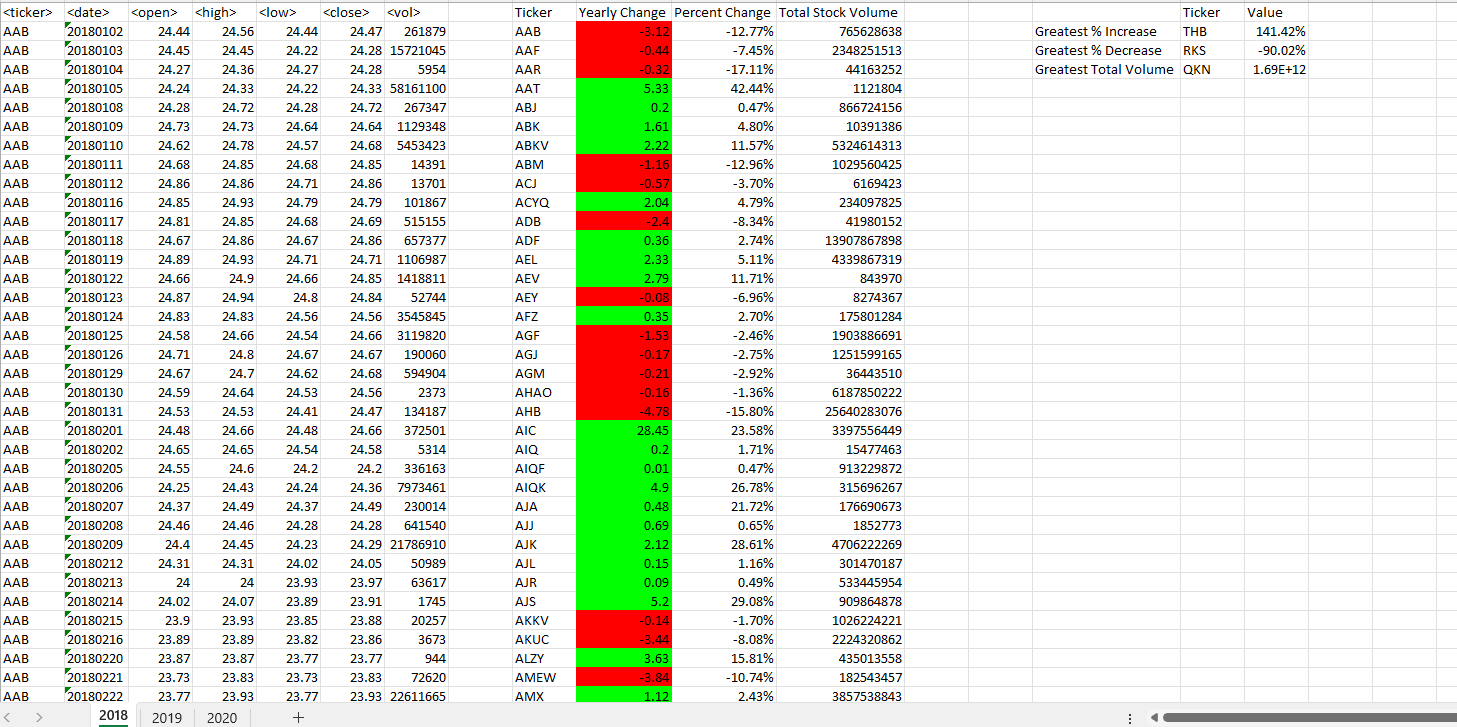 <ticker> <date> <open> <high> <low> <close> <vol> Ticker Yearly Change Percent Change Total Stock Volume Ticker Value
AAB 20180102 24.44 24.56 24.44 24.47 261879 AAB -3.12 -12.77% 765628638 Greatest % Increase THB 141.42%
AAB 20180103 24.45 24.45 24.22 24.28 15721045 AAF -0.44 -7.45% 2348251513 Greatest % Decrease RKS -90.02%
AAB 20180104 24.27 24.36 24.27 24.28 5954 AAR -0.32 -17.11% 44163252 Greatest Total Volume QKN 1.69E+12
AAB 20180105 24.24 24.33 24.22 24.33 58161100 AAT 5.33 42.44% 1121804
AAB 20180108 24.28 24.72 24.28 24.72 267347 ABJ 0.2 0.47% 866724156
AAB 20180109 24.73 24.73 24.64 24.64 1129348 ABK 1.61 4.80% 10391386
AAB 20180110 24.62 24.78 24.57 24.68 5453423 ABKV 2.22 11.57% 5324614313
AAB 20180111 24.68 24.85 24.68 24.85 14391 ABM -1.16 -12.96% 1029560425
AAB 20180112 24.86 24.86 24.71 24.86 13701 ACJ -0.57 -3.70% 6169423
AAB 20180116 24.85 24.93 24.79 24.79 101867 ACYQ 2.04 4.79% 234097825
AAB 20180117 24.81 24.85 24.68 24.69 515155 ADB -2.4 -8.34% 41980152
AAB 20180118 24.67 24.86 24.67 24.86 657377 ADF 0.36 2.74% 13907867898
AAB 20180119 24.89 24.93 24.71 24.71 1106987 AEL 2.33 5.11% 4339867319
AAB 20180122 24.66 24.9 24.66 24.85 1418811 AEV 2.79 11.71% 843970
AAB 20180123 24.87 24.94 24.8 24.84 52744 AEY -0.08 -6.96% 8274367
AAB 20180124 24.83 24.83 24.56 24.56 3545845 AFZ 0.35 2.70% 175801284
AAB 20180125 24.58 24.66 24.54 24.66 3119820 AGF -1.53 -2.46% 1903886691
AAB 20180126 24.71 24.8 24.67 24.67 190060 AGJ -0.17 -2.75% 1251599165
AAB 20180129 24.67 24.7 24.62 24.68 594904 AGM -0.21 -2.92% 36443510
AAB 20180130 24.59 24.64 24.53 24.56 2373 AHAO -0.16 -1.36% 6187850222
AAB 20180131 24.53 24.53 24.41 24.47 134187 AHB -4.78 -15.80% 25640283076
AAB 20180201 24.48 24.66 24.48 24.66 372501 AIC 28.45 23.58% 3397556449
AAB 20180202 24.65 24.65 24.54 24.58 5314 AIQ 0.2 1.71% 15477463
AAB 20180205 24.55 24.6 24.2 24.2 336163 AIQF 0.01 0.47% 913229872
AAB 20180206 24.25 24.43 24.24 24.36 7973461 AIQK 4.9 26.78% 315696267
AAB 20180207 24.37 24.49 24.37 24.49 230014 AJA 0.48 21.72% 176690673
AAB 20180208 24.46 24.46 24.28 24.28 641540 AJJ 0.69 0.65% 1852773
AAB 20180209 24.4 24.45 24.23 24.29 21786910 AJK 2.12 28.61% 4706222269
AAB 20180212 24.31 24.31 24.02 24.05 50989 AJL 0.15 1.16% 301470187
AAB 20180213 24 24 23.93 23.97 63617 AJR 0.09 0.49% 533445954
AAB 20180214 24.02 24.07 23.89 23.91 1745 AJS 5.2 29.08% 909864878
AAB 20180215 23.9 23.93 23.85 23.88 20257 AKKV -0.14 -1.70% 1026224221
AAB 20180216 23.89 23.89 23.82 23.86 3673 AKUC -3.44 -8.08% 2224320862
AAB 20180220 23.87 23.87 23.77 23.77 944 ALZY 3.63 15.81% 435013558
AAB 20180221 23.73 23.83 23.73 23.83 72620 AMEW -3.84 -10.74% 182543457
AAB 20180222 23.77 23.93 23.77 23.93 22611665 AMX 1.12 2.43% 3857538843
2018 2019 2020